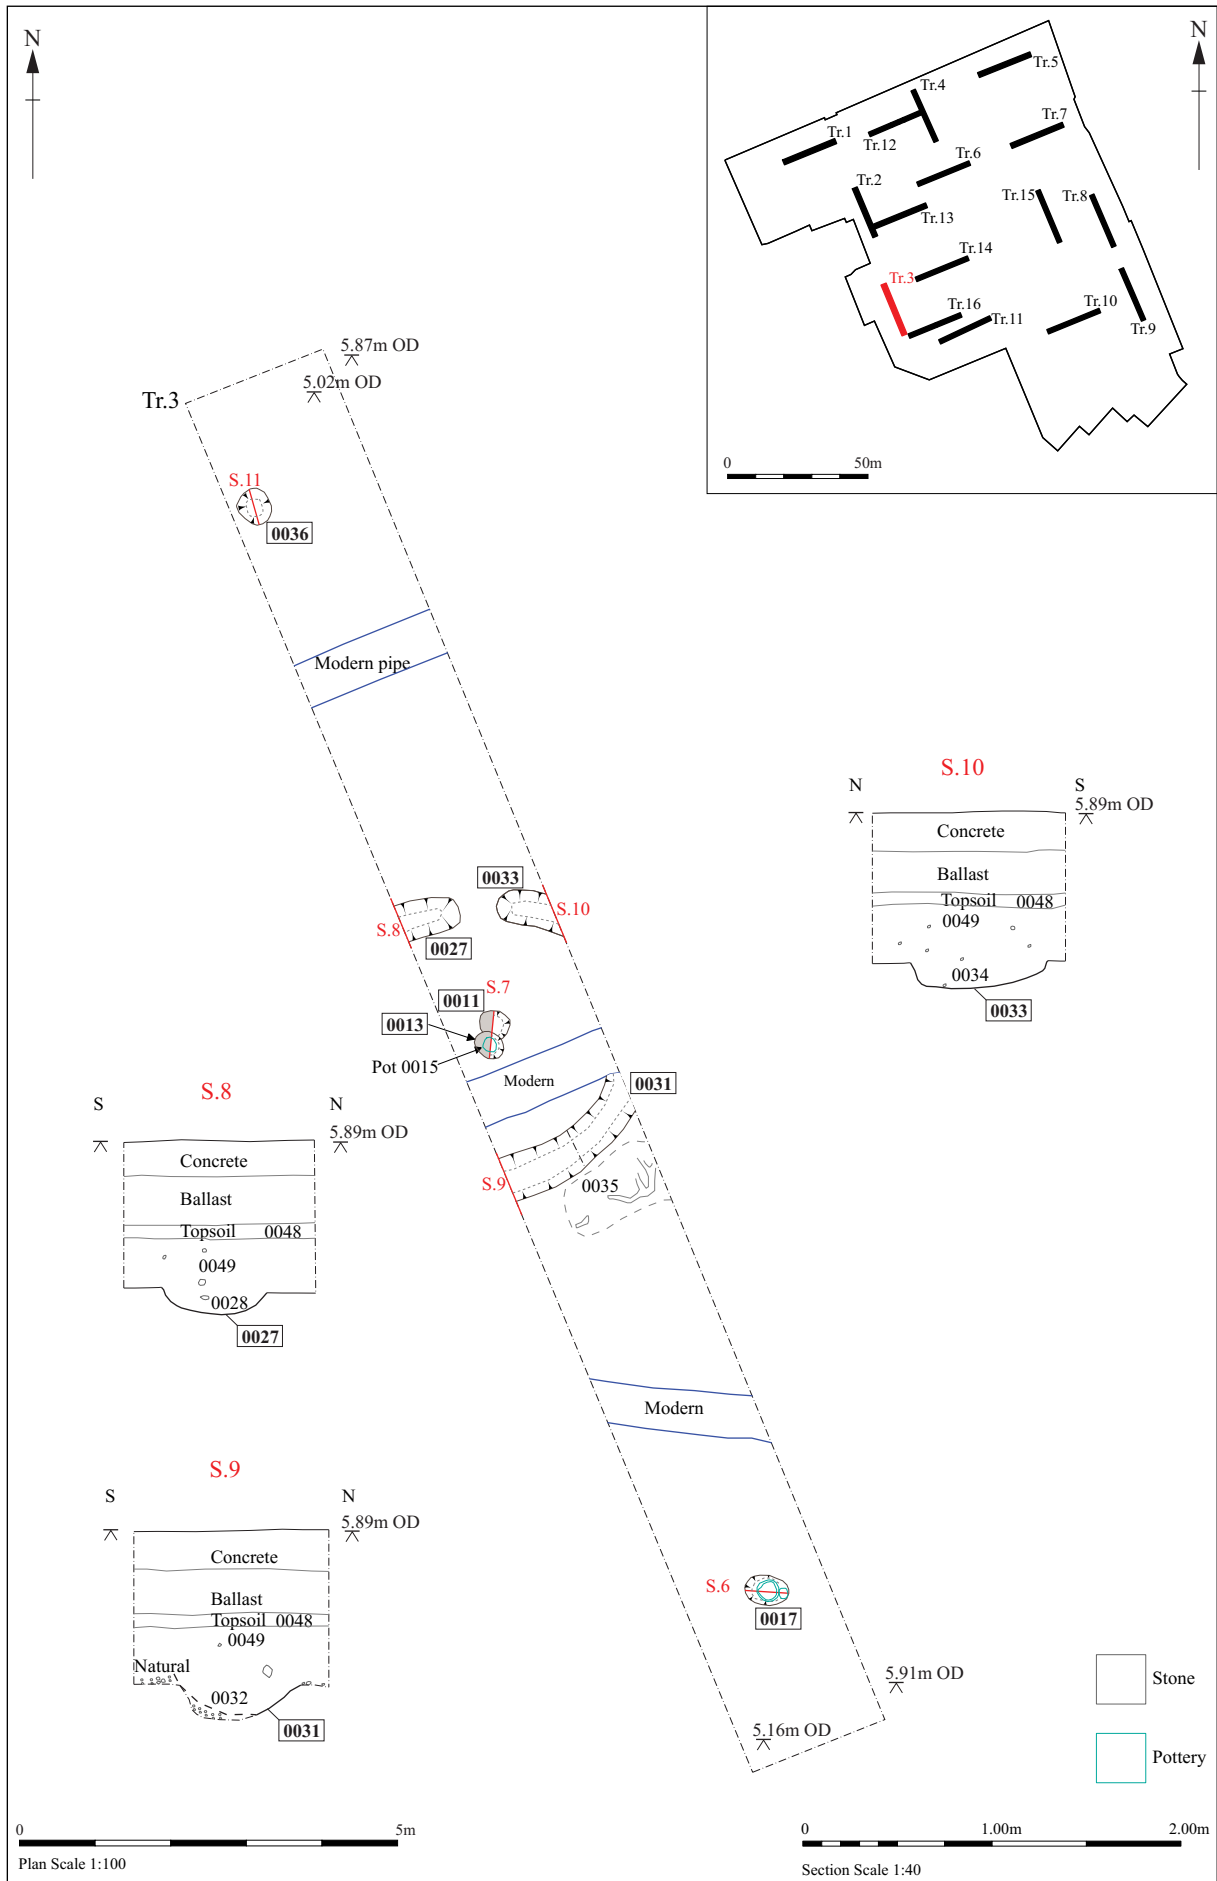 N
N
Tr.5
Tr.4
Tr.7
Tr.1
Tr.12
Tr.6
Tr.2
Tr.15
Tr.8
Tr.13
Tr.14
Tr.3
Tr.16
Tr.11
Tr.10
Tr.9
0 50m
5.87m OD
5.02m OD
Tr.3
S.11
0036
Modern pipe
S.10
N S
5.89m OD
Concrete
Ballast
Topsoil 0048
0049
0034
0033
0033
S.10
S.8
0027
S.7
0011
0013
Pot 0015
Modern
0031
S.9
0035
S.8
S N
5.89m OD
Concrete
Ballast
Topsoil 0048
0049
0028
0027
Modern
S.9
S N
5.89m OD
Concrete
Ballast
Topsoil 0048
0049
Natural
0032
0031
S.6
0017
5.91m OD
5.16m OD
Stone
Pottery
0 5m
Plan Scale 1:100
0 1.00m 2.00m
Section Scale 1:40